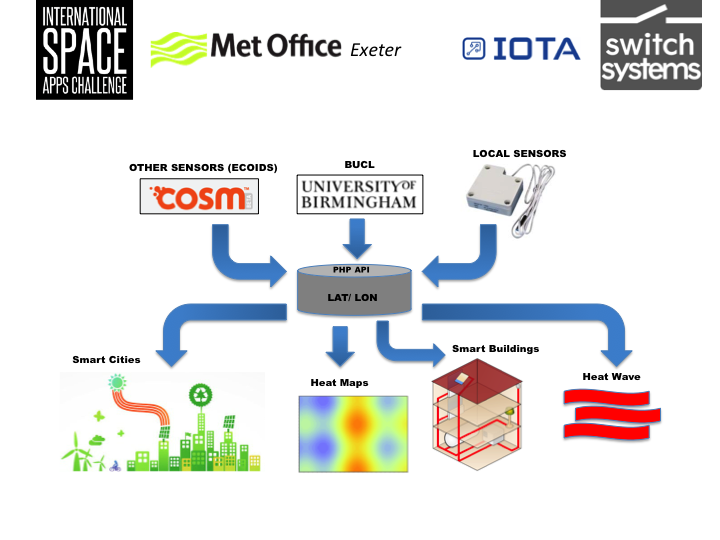 INTERNATIONAL
SPACE
APPS CHALLENGE
Met Office Exeter
IOTA
switch
systems
LOCAL SENSORS
BUCL
OTHER SENSORS (ECOIDS)
cosm™
UNIVERSITY OF
BIRMINGHAM
PHP API
LAT/ LON
Smart Cities
Heat Maps
Smart Buildings
Heat Wave